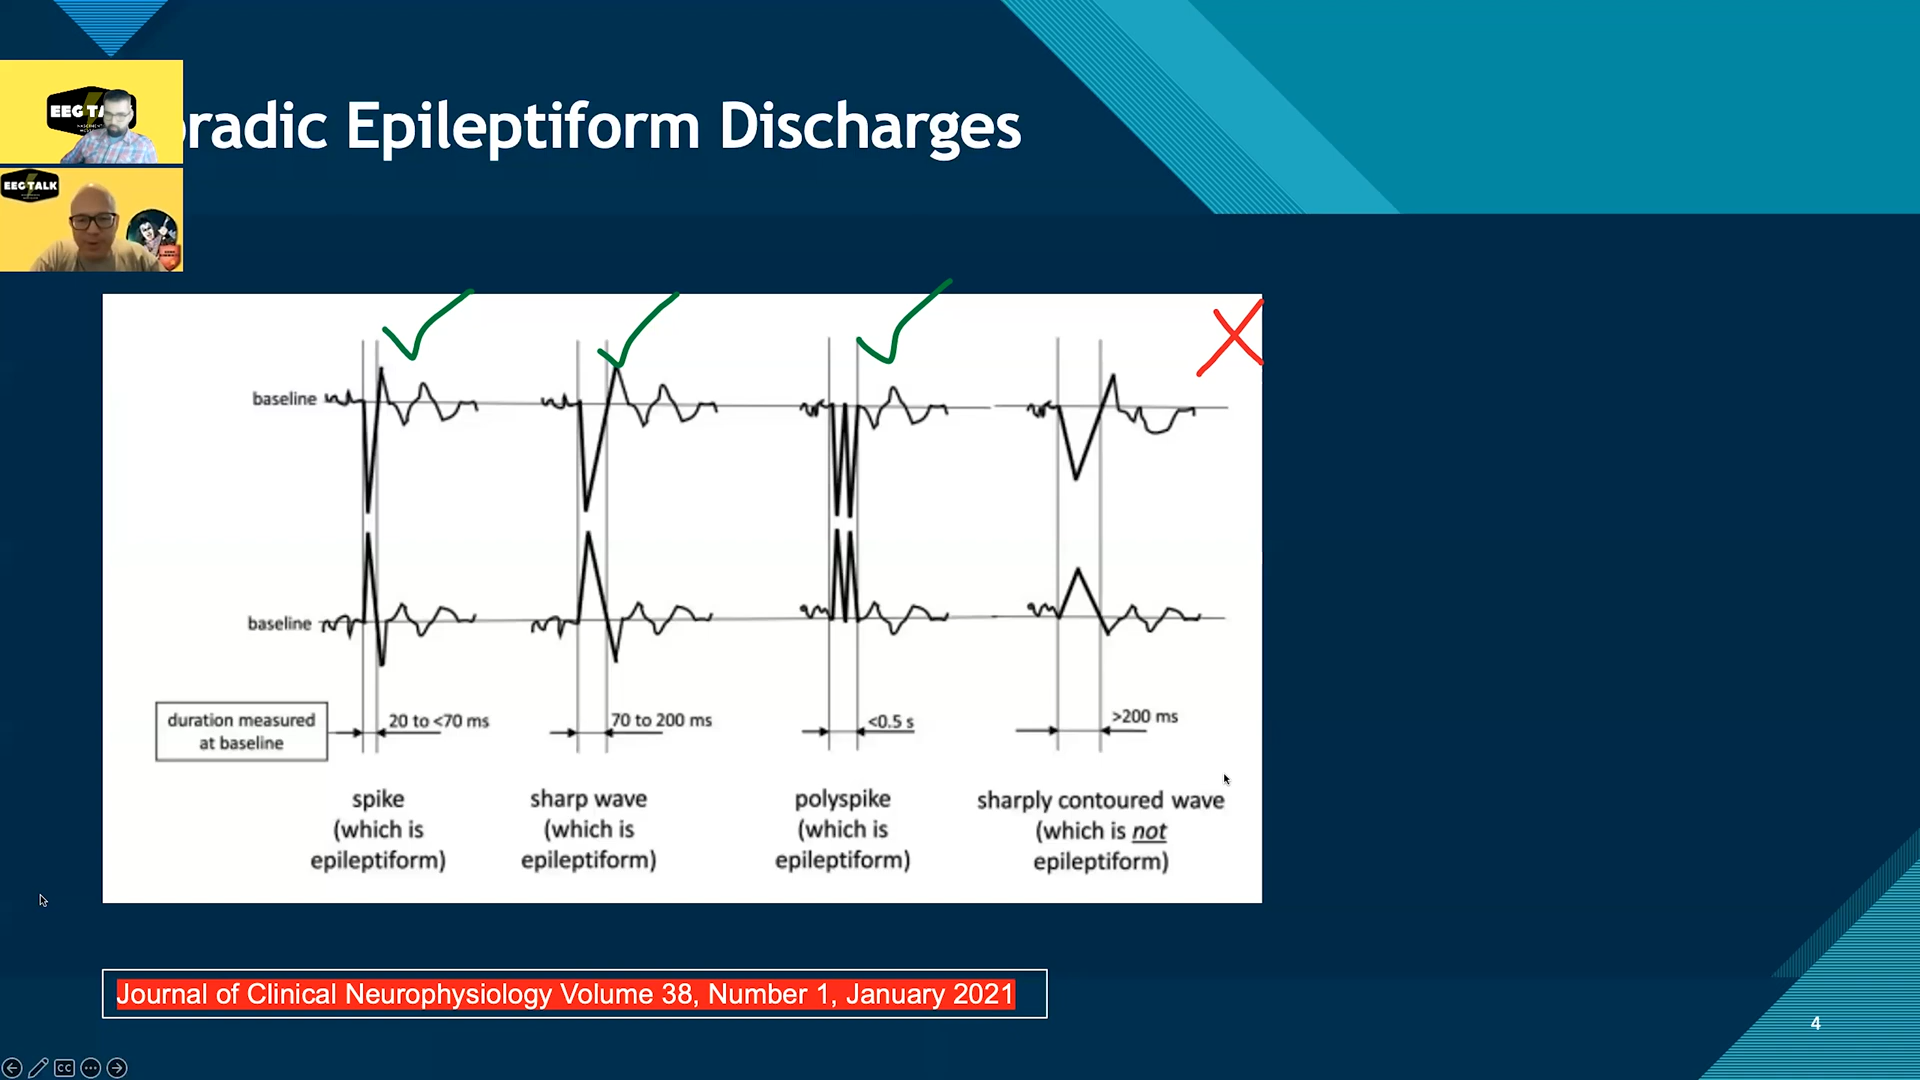 EEG TA
oradic Epileptiform Discharges
EEG TALK
baseline
baseline
duration measured
at baseline
20 to <70 ms
70 to 200 ms
<0.5 s
>200 ms
spike
(which is
epileptiform)
sharp wave
(which is
epileptiform)
polyspike
(which is
epileptiform)
sharply contoured wave
(which is not
epileptiform)
Journal of Clinical Neurophysiology Volume 38, Number 1, January 2021
4
CC